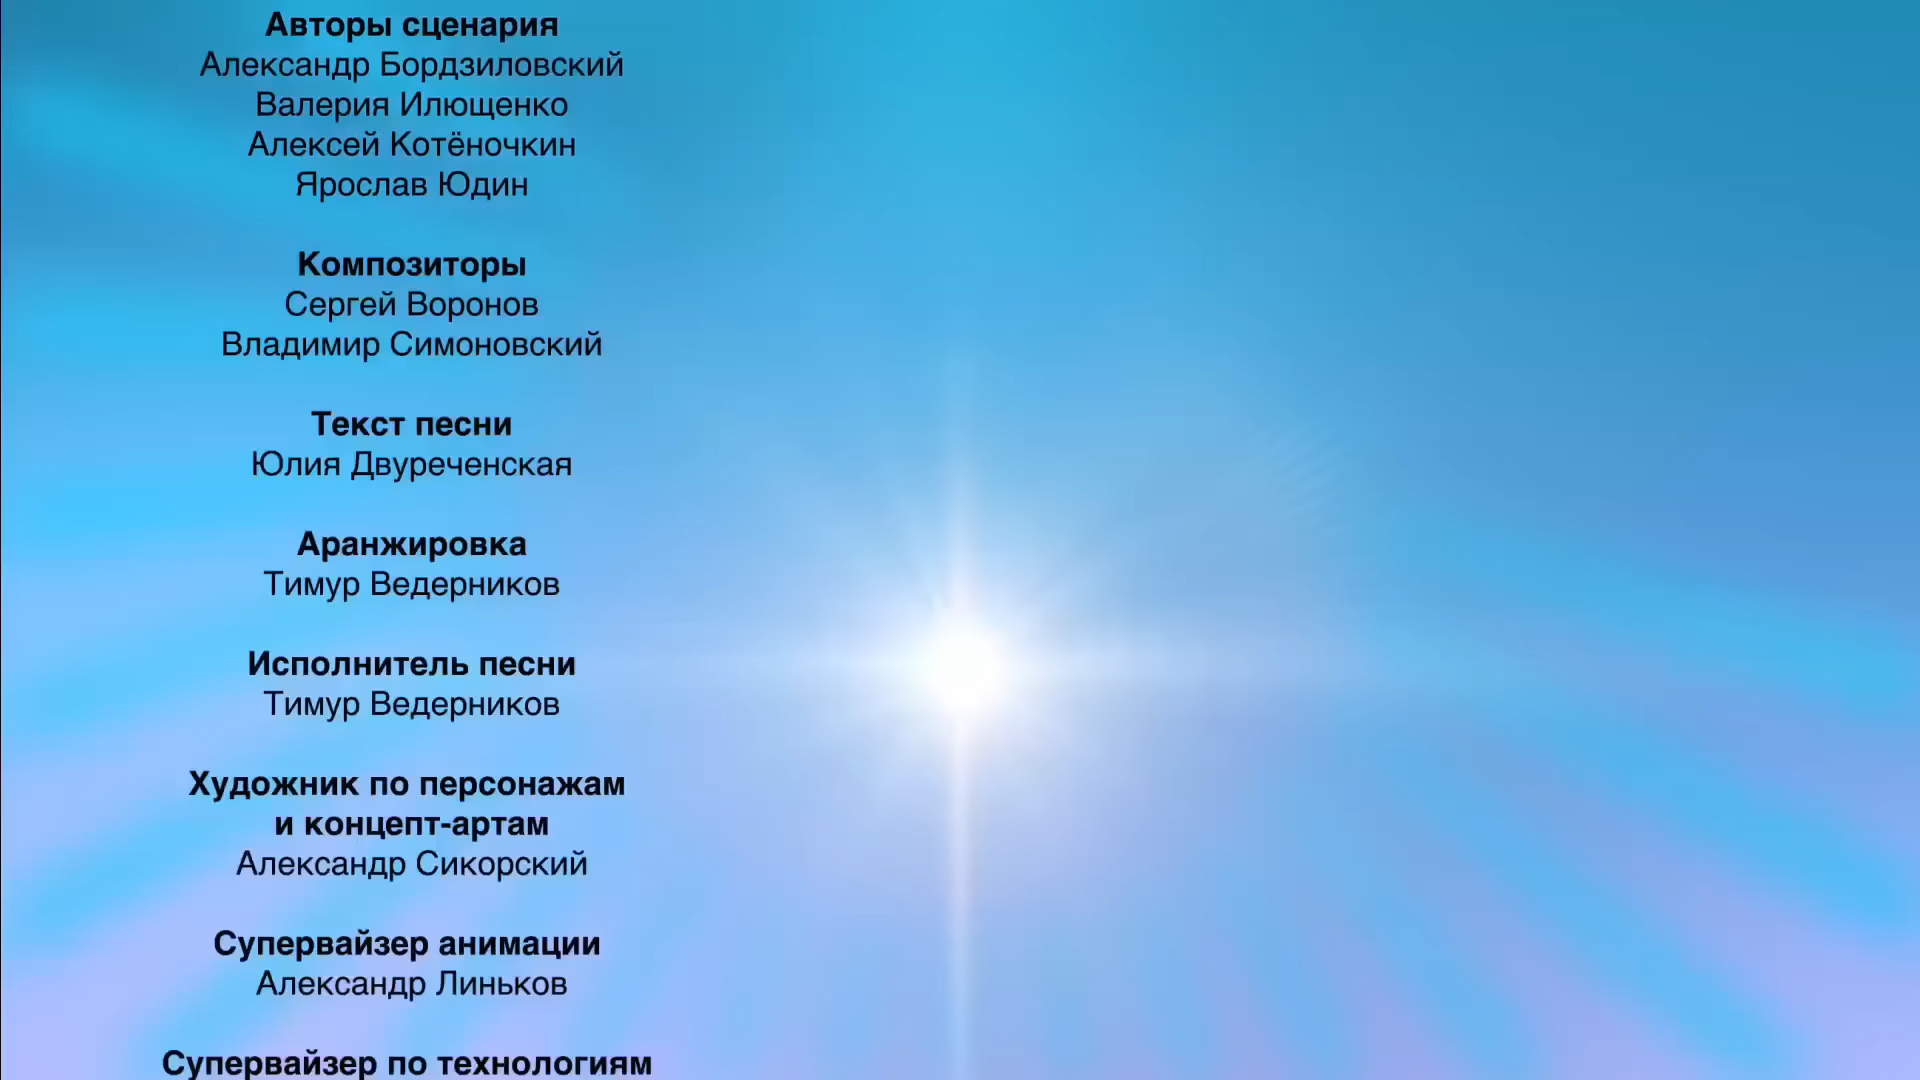 Авторы сценария
Александр Бордзиловский
Валерия Илющенко
Алексей Котёночкин
Ярослав Юдин
Композиторы
Сергей Воронов
Владимир Симоновский
Текст песни
Юлия Двуреченская
Аранжировка
Тимур Ведерников
Исполнитель песни
Тимур Ведерников
Художник по персонажам
и концепт-артам
Александр Сикорский
Супервайзер анимации
Александр Линьков
Супервайзер по технологиям